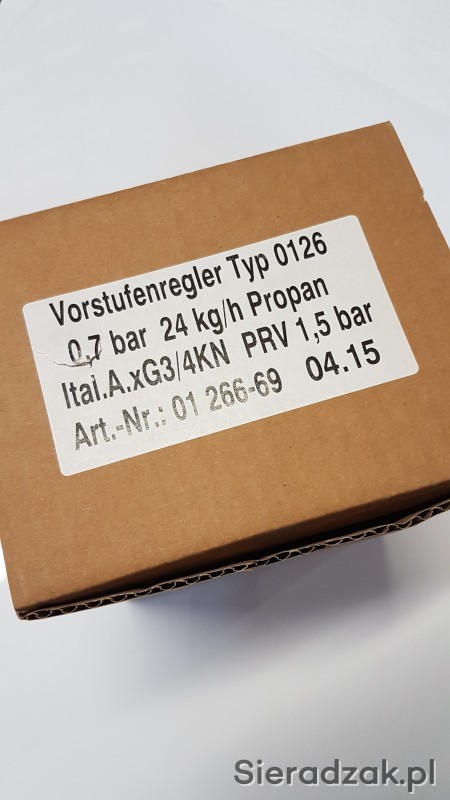 Vorstufenregler Typ 0126
0,7 bar 24 kg/h Propan
Ital.A.xG3/4KN PRV 1,5 bar
Art.-Nr.: 01 266-69 04.15
Sieradzak.pl